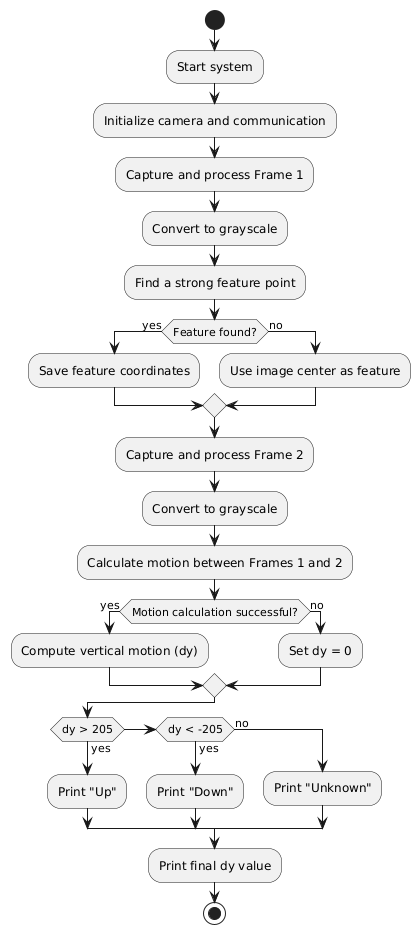 Start system
Initialize camera and communication
Capture and process Frame 1
Convert to grayscale
Find a strong feature point
yes
Feature found?
no
Save feature coordinates
Use image center as feature
Capture and process Frame 2
Convert to grayscale
Calculate motion between Frames 1 and 2
yes
Motion calculation successful?
no
Compute vertical motion (dy)
Set dy = 0
dy > 205
dy < -205
no
yes
yes
Print "Up"
Print "Down"
Print "Unknown"
Print final dy value